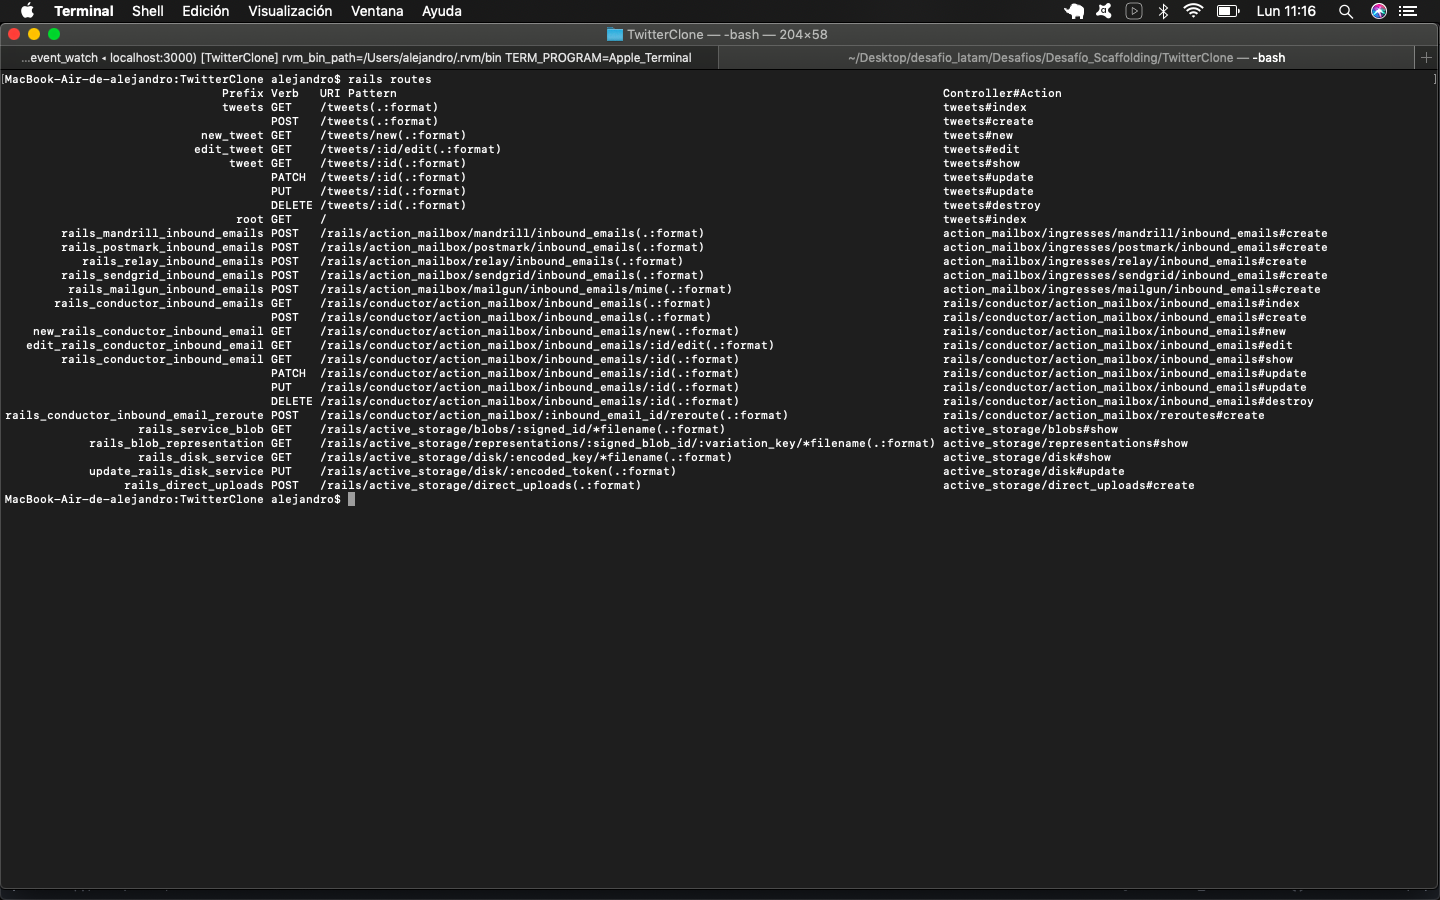 Terminal Shell Edición Visualización Ventana Ayuda Lun 11:16
TwitterClone — -bash — 204×58
...event_watch ◂ localhost:3000) [TwitterClone] rvm_bin_path=/Users/alejandro/.rvm/bin TERM_PROGRAM=Apple_Terminal ~/Desktop/desafio_latam/Desafios/Desafío_Scaffolding/TwitterClone — -bash
[MacBook-Air-de-alejandro:TwitterClone alejandro$ rails routes ]
Prefix Verb URI Pattern Controller#Action
tweets GET /tweets(.:format) tweets#index
POST /tweets(.:format) tweets#create
new_tweet GET /tweets/new(.:format) tweets#new
edit_tweet GET /tweets/:id/edit(.:format) tweets#edit
tweet GET /tweets/:id(.:format) tweets#show
PATCH /tweets/:id(.:format) tweets#update
PUT /tweets/:id(.:format) tweets#update
DELETE /tweets/:id(.:format) tweets#destroy
root GET / tweets#index
rails_mandrill_inbound_emails POST /rails/action_mailbox/mandrill/inbound_emails(.:format) action_mailbox/ingresses/mandrill/inbound_emails#create
rails_postmark_inbound_emails POST /rails/action_mailbox/postmark/inbound_emails(.:format) action_mailbox/ingresses/postmark/inbound_emails#create
rails_relay_inbound_emails POST /rails/action_mailbox/relay/inbound_emails(.:format) action_mailbox/ingresses/relay/inbound_emails#create
rails_sendgrid_inbound_emails POST /rails/action_mailbox/sendgrid/inbound_emails(.:format) action_mailbox/ingresses/sendgrid/inbound_emails#create
rails_mailgun_inbound_emails POST /rails/action_mailbox/mailgun/inbound_emails/mime(.:format) action_mailbox/ingresses/mailgun/inbound_emails#create
rails_conductor_inbound_emails GET /rails/conductor/action_mailbox/inbound_emails(.:format) rails/conductor/action_mailbox/inbound_emails#index
POST /rails/conductor/action_mailbox/inbound_emails(.:format) rails/conductor/action_mailbox/inbound_emails#create
new_rails_conductor_inbound_email GET /rails/conductor/action_mailbox/inbound_emails/new(.:format) rails/conductor/action_mailbox/inbound_emails#new
edit_rails_conductor_inbound_email GET /rails/conductor/action_mailbox/inbound_emails/:id/edit(.:format) rails/conductor/action_mailbox/inbound_emails#edit
rails_conductor_inbound_email GET /rails/conductor/action_mailbox/inbound_emails/:id(.:format) rails/conductor/action_mailbox/inbound_emails#show
PATCH /rails/conductor/action_mailbox/inbound_emails/:id(.:format) rails/conductor/action_mailbox/inbound_emails#update
PUT /rails/conductor/action_mailbox/inbound_emails/:id(.:format) rails/conductor/action_mailbox/inbound_emails#update
DELETE /rails/conductor/action_mailbox/inbound_emails/:id(.:format) rails/conductor/action_mailbox/inbound_emails#destroy
rails_conductor_inbound_email_reroute POST /rails/conductor/action_mailbox/:inbound_email_id/reroute(.:format) rails/conductor/action_mailbox/reroutes#create
rails_service_blob GET /rails/active_storage/blobs/:signed_id/*filename(.:format) active_storage/blobs#show
rails_blob_representation GET /rails/active_storage/representations/:signed_blob_id/:variation_key/*filename(.:format) active_storage/representations#show
rails_disk_service GET /rails/active_storage/disk/:encoded_key/*filename(.:format) active_storage/disk#show
update_rails_disk_service PUT /rails/active_storage/disk/:encoded_token(.:format) active_storage/disk#update
rails_direct_uploads POST /rails/active_storage/direct_uploads(.:format) active_storage/direct_uploads#create
MacBook-Air-de-alejandro:TwitterClone alejandro$